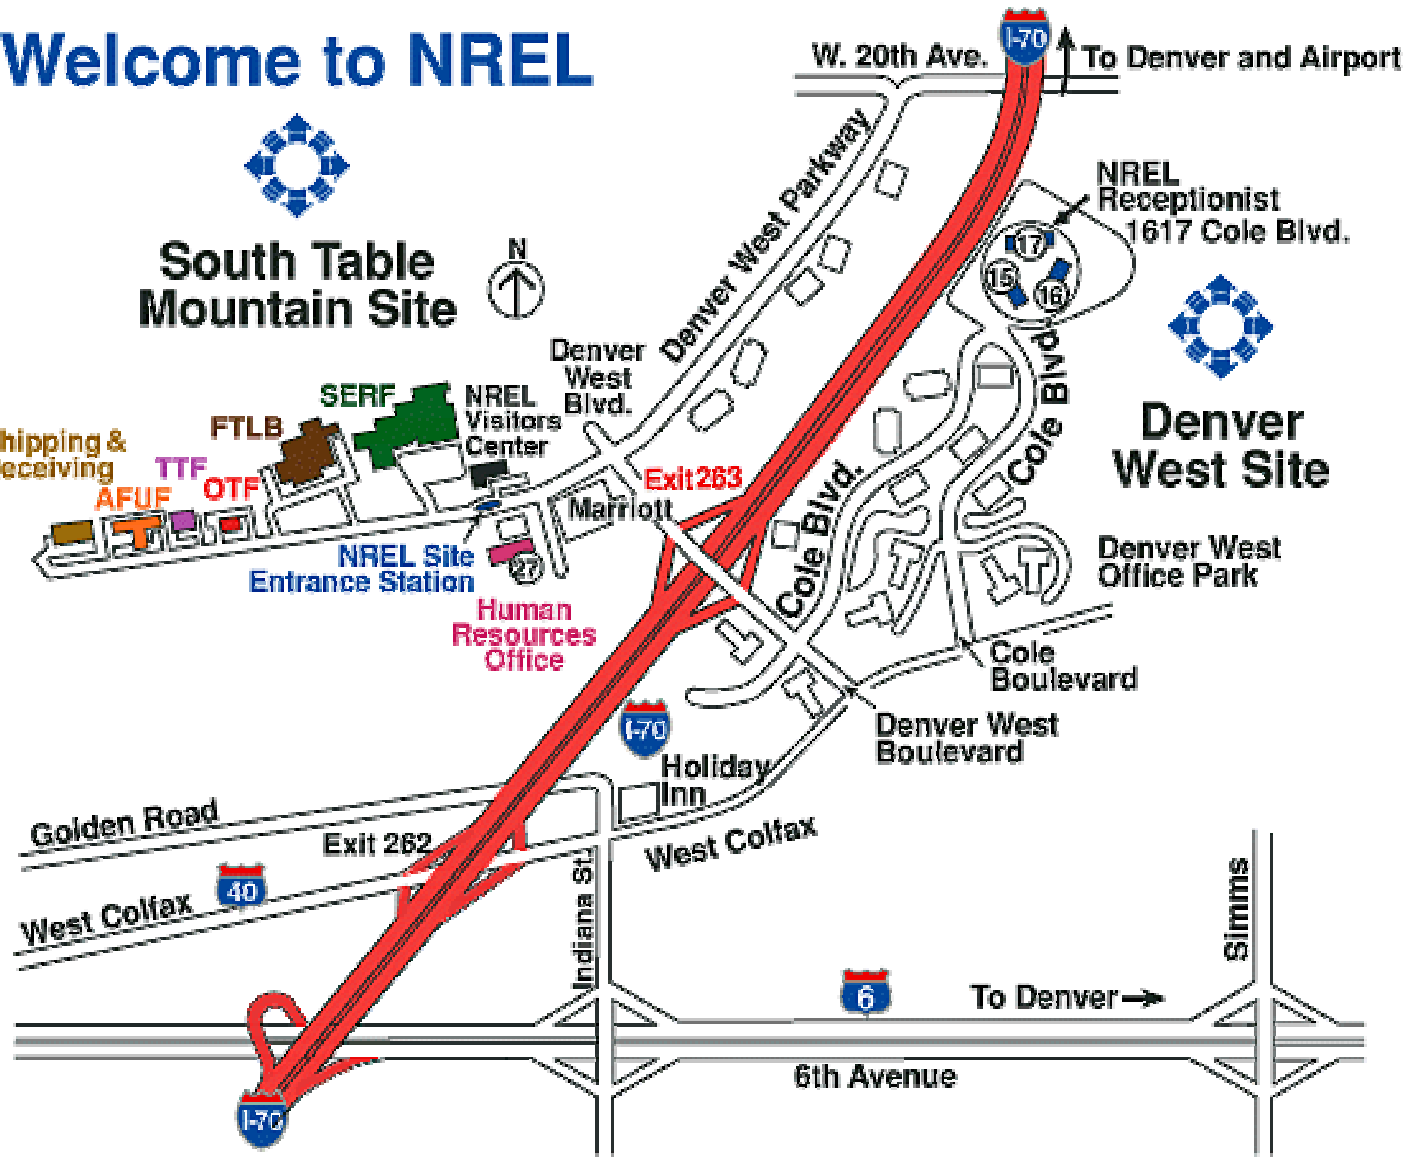 Welcome to NREL
W. 20th Ave.
I-70
To Denver and Airport
Denver West Parkway
NREL
Receptionist
1617 Cole Blvd.
17
15
16
South Table
Mountain Site
N
Denver
West
Blvd.
Cole Blvd.
Denver
West Site
SERF
NREL
Visitors
Center
FTLB
hipping &
eceiving
TTF
AFUF
OTF
Exit 263
Marriott
Cole Blvd.
NREL Site
Entrance Station
27
Human
Resources
Office
Denver West
Office Park
Cole
Boulevard
Denver West
Boulevard
I-70
Holiday
Inn
Golden Road
Exit 262
West Colfax
40
West Colfax
Indiana St.
Simms
6
To Denver
6th Avenue
I-70